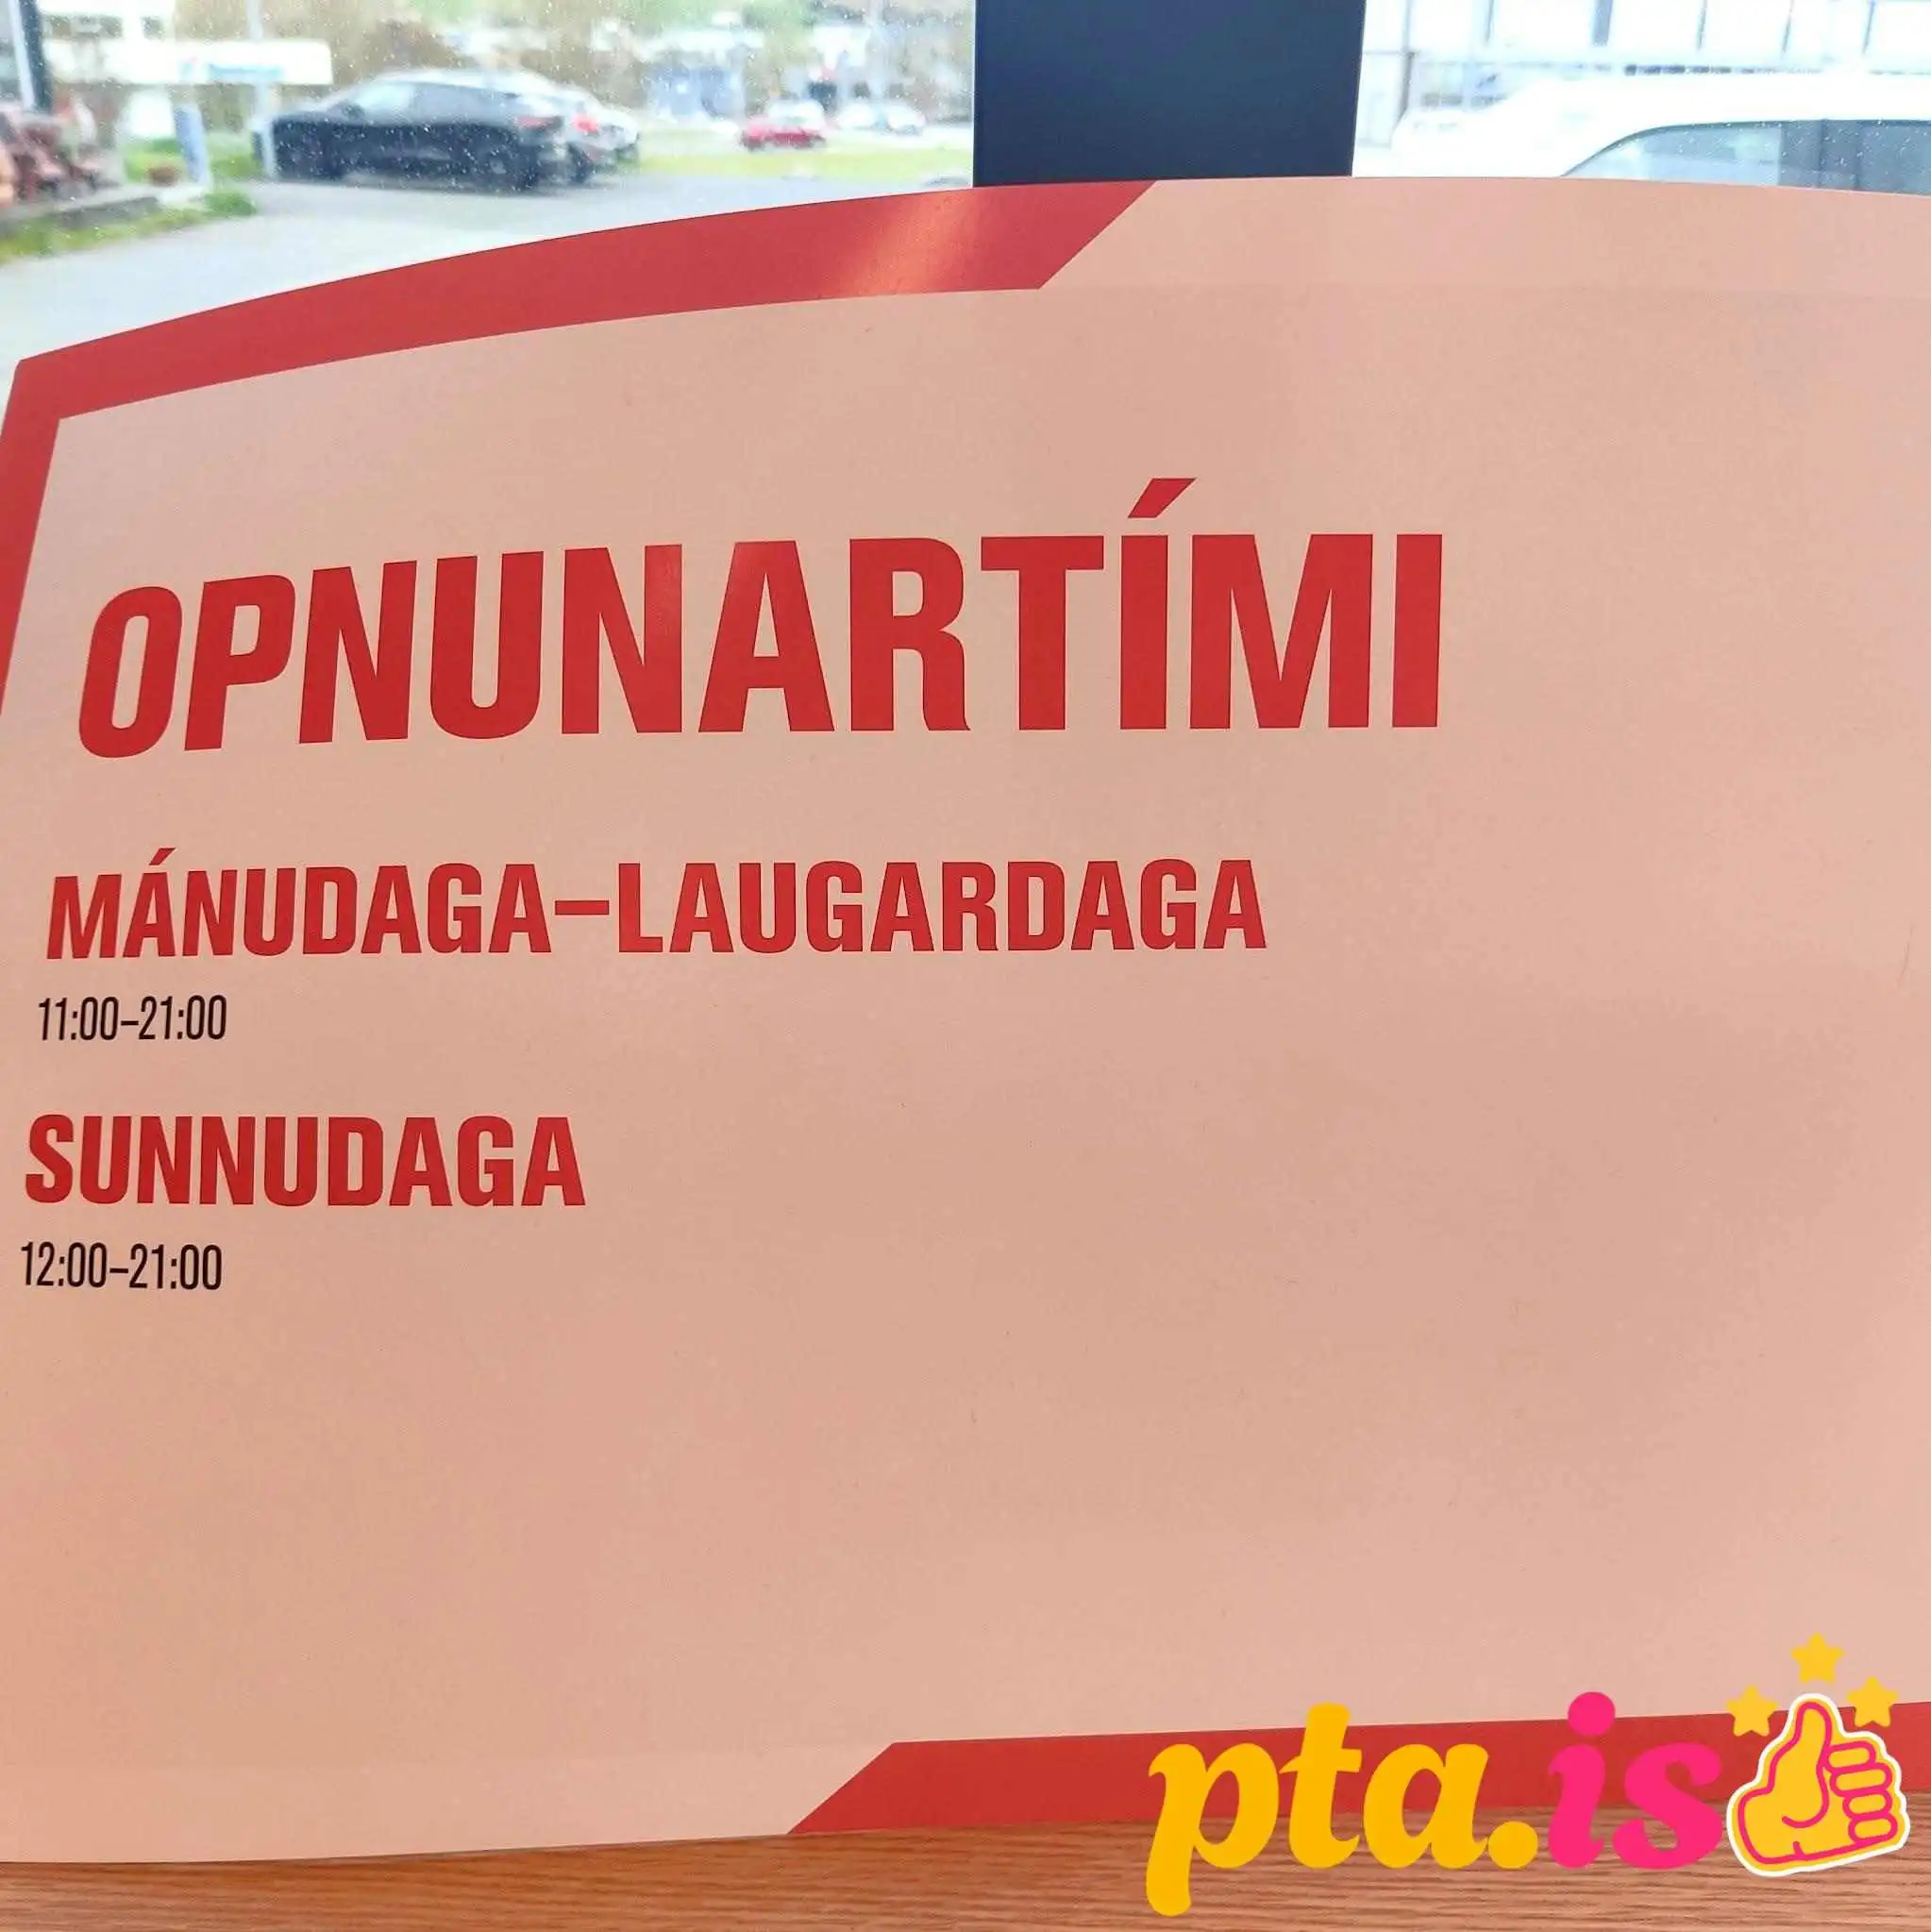 OPNUNARTÍMI
MÁNUDAGA–LAUGARDAGA
11:00–21:00
SUNNUDAGA
12:00–21:00
pta.is